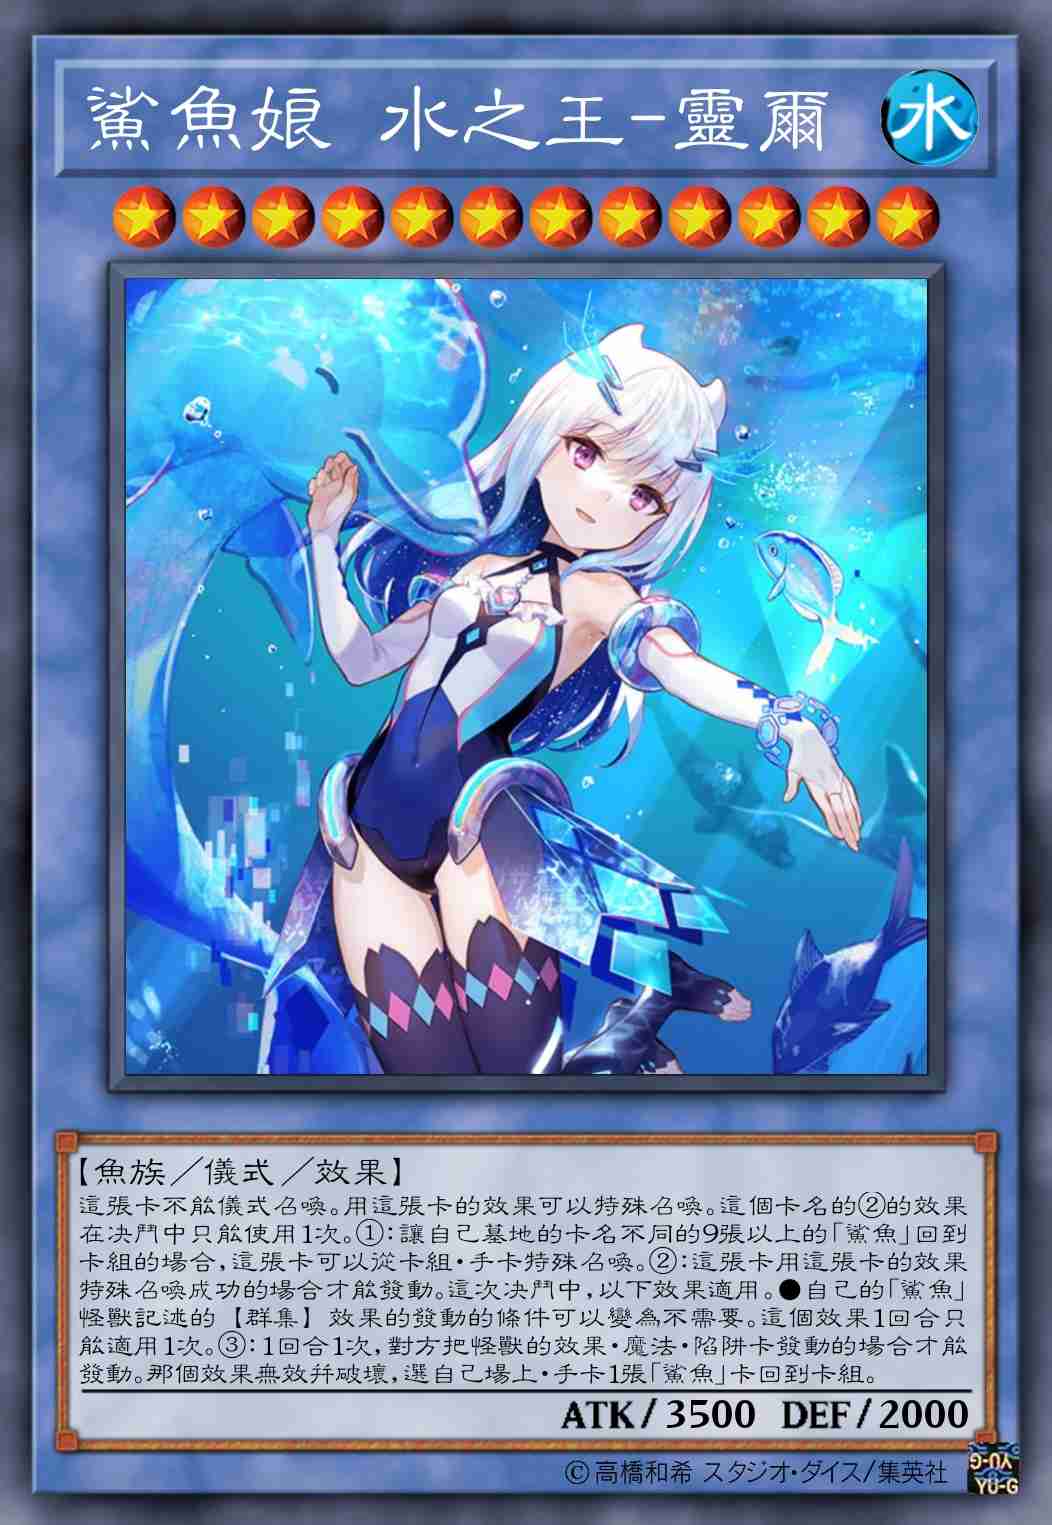 鯊魚娘 水之王-靈爾
水
【魚族／儀式／效果】
這張卡不能儀式召喚。用這張卡的效果可以特殊召喚。這個卡名的②的效果
在決鬥中只能使用1次。①:讓自己墓地的卡名不同的9張以上的「鯊魚」回到
卡組的場合,這張卡可以從卡組・手卡特殊召喚。②:這張卡用這張卡的效果
特殊召喚成功的場合才能發動。這次決鬥中,以下效果適用。●自己的「鯊魚」
怪獸記述的【群集】效果的發動的條件可以變為不需要。這個效果1回合只
能適用1次。③:1回合1次,對方把怪獸的效果・魔法・陷阱卡發動的場合才能
發動。那個效果無效并破壞,選自己場上・手卡1張「鯊魚」卡回到卡組。
ATK/3500 DEF/2000
©高橋和希 スタジオ・ダイス/集英社
YU-G
YU-G